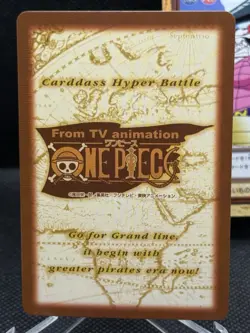 Carddass Hyper Battle
From TV animation
ワンピース
ONE PIECE
Go for Grand line.
It begin with
greater pirates era now!